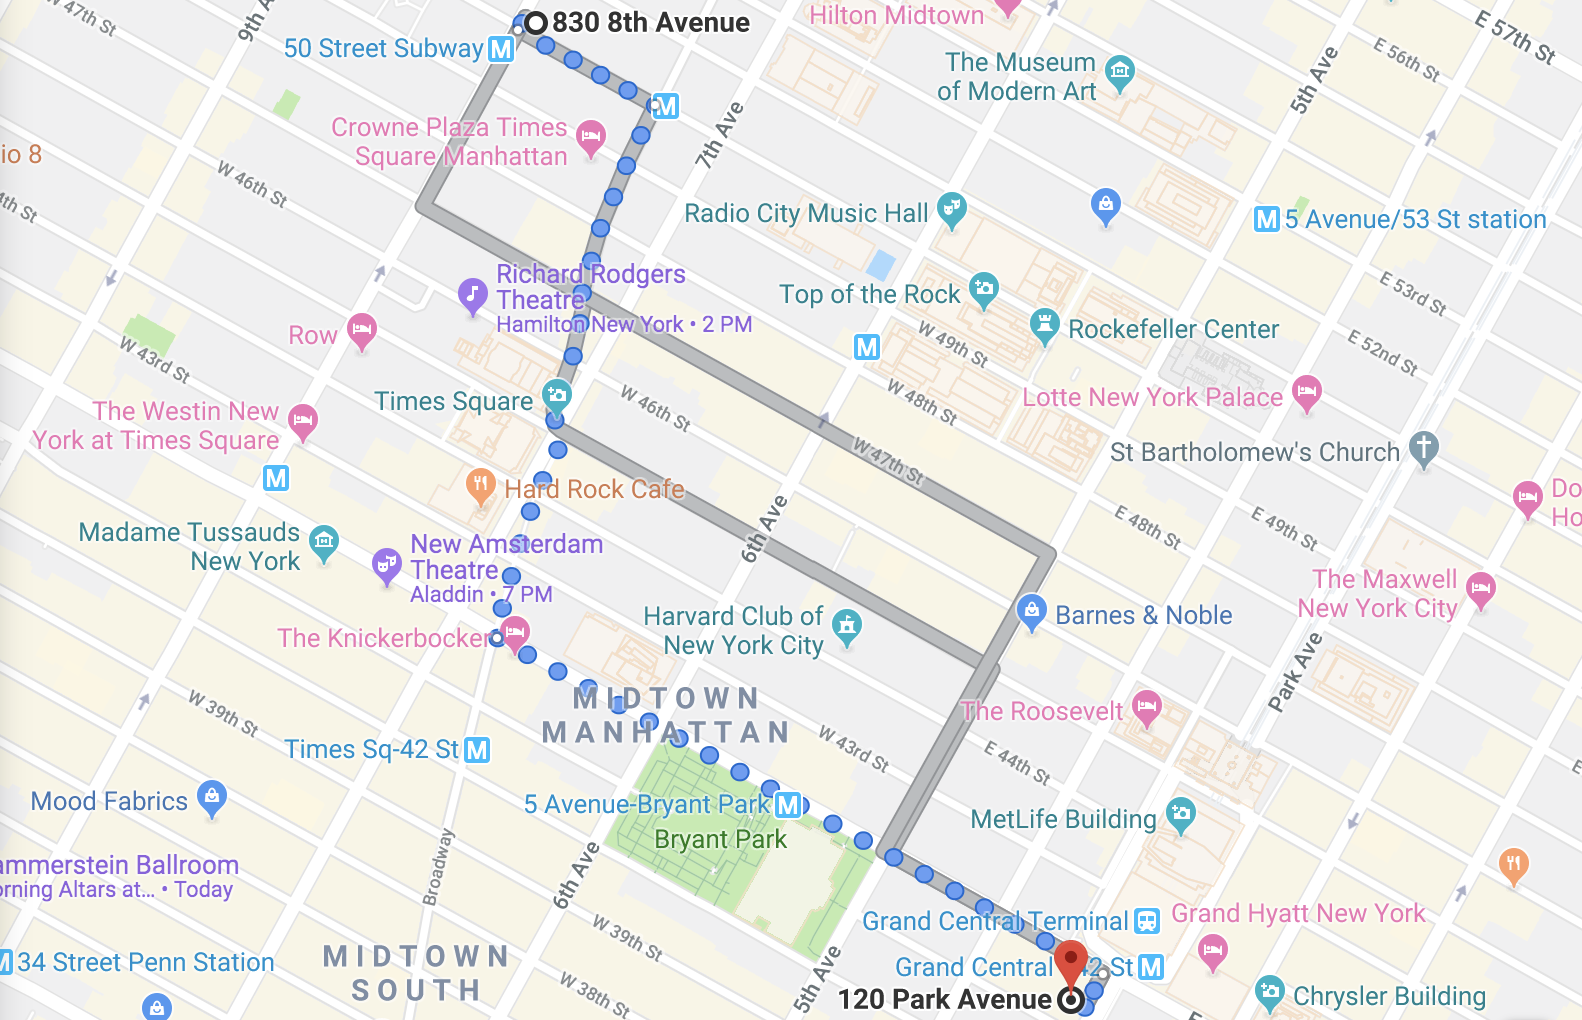 W 47th St
9th A
830 8th Avenue
50 Street Subway
M
Hilton Midtown
E 57th St
E 56th St
The Museum
of Modern Art
5th Ave
M
7th Ave
Crowne Plaza Times
Square Manhattan
io 8
W 46th St
4th St
Radio City Music Hall
M
5 Avenue/53 St station
Richard Rodgers
Theatre
Hamilton New York • 2 PM
Top of the Rock
E 53rd St
Row
Rockefeller Center
W 49th St
M
E 52nd St
W 43rd St
Times Square
W 46th St
W 48th St
Lotte New York Palace
The Westin New
York at Times Square
W 47th St
St Bartholomew's Church
M
Hard Rock Cafe
Do
Ho
6th Ave
E 48th St
E 49th St
Madame Tussauds
New York
New Amsterdam
Theatre
Aladdin • 7 PM
The Maxwell
New York City
Harvard Club of
New York City
Barnes & Noble
The Knickerbocker
Park Ave
MIDTOWN
MANHATTAN
W 39th St
The Roosevelt
W 43rd St
E 44th St
Times Sq-42 St
M
Mood Fabrics
5 Avenue-Bryant Park
M
Bryant Park
MetLife Building
Broadway
6th Ave
ammerstein Ballroom
orning Altars at... • Today
Grand Central Terminal
Grand Hyatt New York
W 39th St
MIDTOWN
SOUTH
M
34 Street Penn Station
Grand Central
42 St
M
5th Ave
W 38th St
120 Park Avenue
Chrysler Building
E